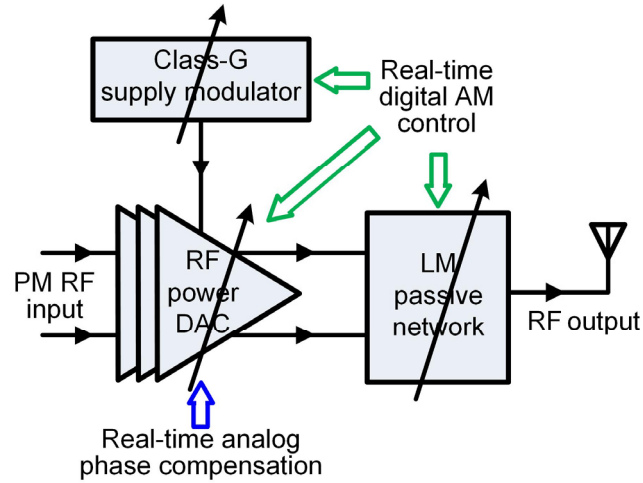 Class-G
supply modulator
Real-time
digital AM
control
PM RF
input
RF
power
DAC
LM
passive
network
RF output
Real-time analog
phase compensation